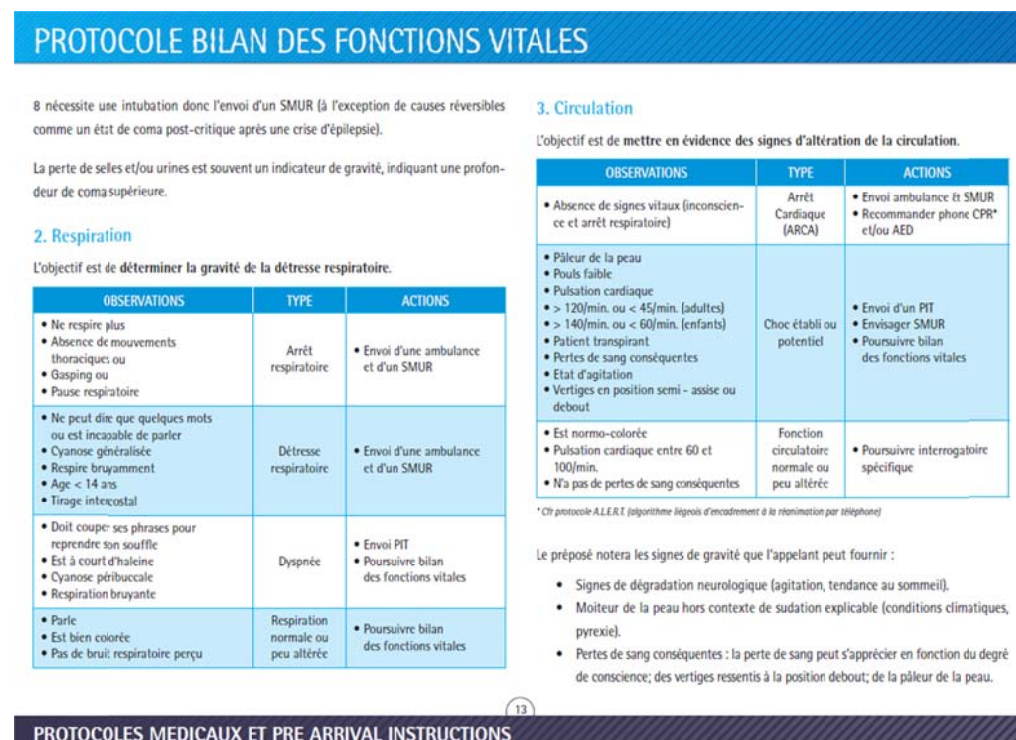 PROTOCOLE BILAN DES FONCTIONS VITALES
8 nécessite une intubation donc l'envoi d'un SMUR (à l'exception de causes réversibles
comme un état de coma post-critique après une crise d'épilepsie).
La perte de selles et/ou urines est souvent un indicateur de gravité, indiquant une profon-
deur de coma supérieure.
2. Respiration
L'objectif est de déterminer la gravité de la détresse respiratoire.
OBSERVATIONS TYPE ACTIONS
• Ne respire plus
• Absence de mouvements
thoraciques ou
• Gasping ou
• Pause respiratoire
Arrêt
respiratoire
• Envoi d'une ambulance
et d'un SMUR
• Ne peut dire que quelques mots
ou est incapable de parler
• Cyanose généralisée
• Respire bruyamment
• Age < 14 ans
• Tirage intercostal
Détresse
respiratoire
• Envoi d'une ambulance
et d'un SMUR
• Doit couper ses phrases pour
reprendre son souffle
• Est à court d'haleine
• Cyanose péribuccale
• Respiration bruyante
Dyspnée
• Envoi PIT
• Poursuivre bilan
des fonctions vitales
• Parle
• Est bien colorée
• Pas de bruit respiratoire perçu
Respiration
normale ou
peu altérée
• Poursuivre bilan
des fonctions vitales
3. Circulation
L'objectif est de mettre en évidence des signes d'altération de la circulation.
OBSERVATIONS TYPE ACTIONS
• Absence de signes vitaux (inconscien-
ce et arrêt respiratoire)
Arrêt
Cardiaque
(ARCA)
• Envoi ambulance & SMUR
• Recommander phone CPR*
et/ou AED
• Pâleur de la peau
• Pouls faible
• Pulsation cardiaque
• > 120/min. ou < 45/min. (adultes)
• > 140/min. ou < 60/min. (enfants)
• Patient transpirant
• Pertes de sang conséquentes
• Etat d'agitation
• Vertiges en position semi - assise ou
debout
Choc établi ou
potentiel
• Envoi d'un PIT
• Envisager SMUR
• Poursuivre bilan
des fonctions vitales
• Est normo-colorée
• Pulsation cardiaque entre 60 et
100/min.
• N'a pas de pertes de sang conséquentes
Fonction
circulatoire
normale ou
peu altérée
• Poursuivre interrogatoire
spécifique
* Cfr protocole A.L.E.R.T. (algorithme liégeois d'encadrement à la réanimation par téléphone)
Le préposé notera les signes de gravité que l'appelant peut fournir :
• Signes de dégradation neurologique (agitation, tendance au sommeil).
• Moiteur de la peau hors contexte de sudation explicable (conditions climatiques,
pyrexie).
• Pertes de sang conséquentes : la perte de sang peut s'apprécier en fonction du degré
de conscience; des vertiges ressentis à la position debout; de la pâleur de la peau.
13
PROTOCOLES MEDICAUX ET PRE ARRIVAL INSTRUCTIONS